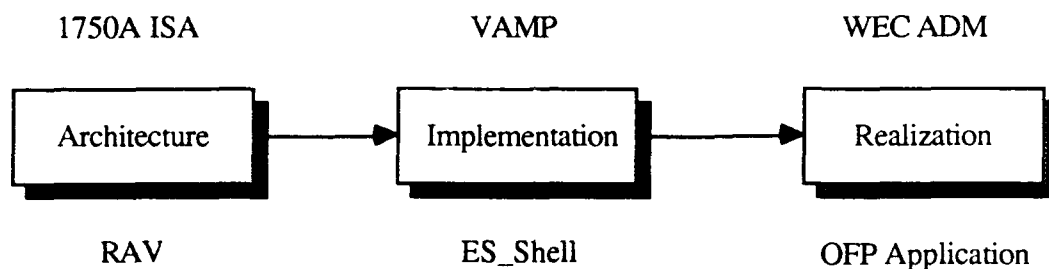 1750A ISA VAMP WEC ADM
Architecture Implementation Realization
RAV ES_Shell OFP Application